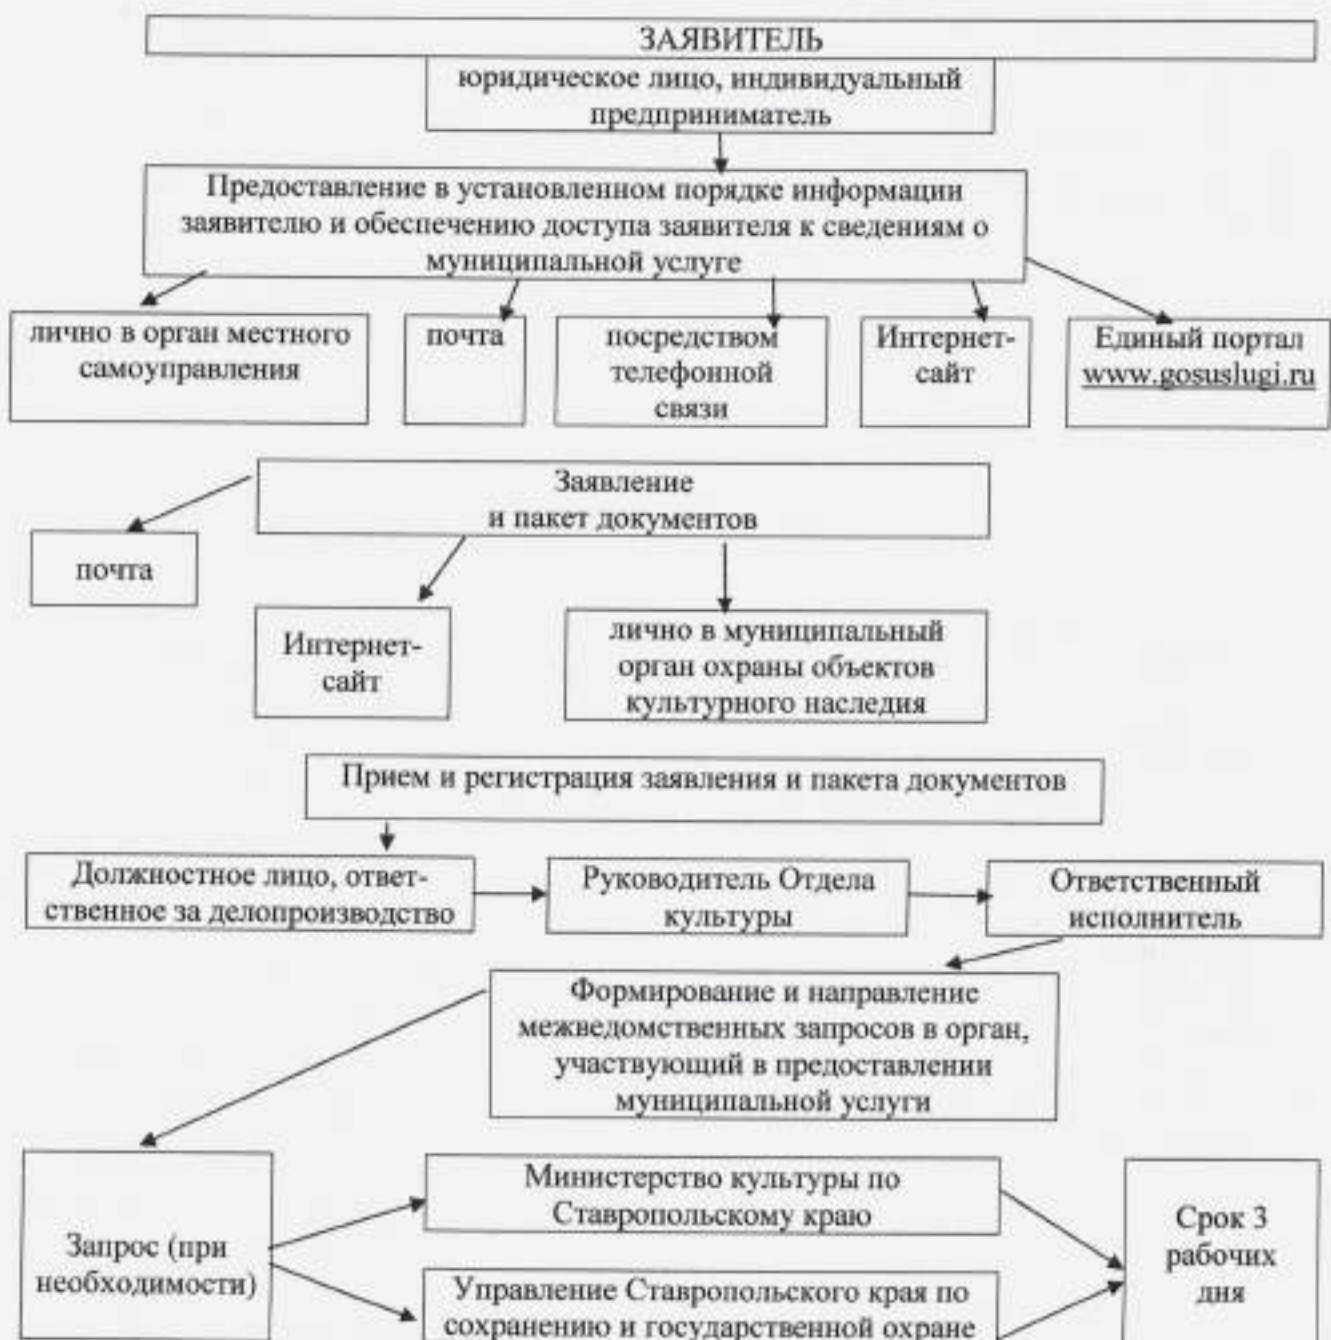 ЗАЯВИТЕЛЬ
юридическое лицо, индивидуальный
предприниматель
Предоставление в установленном порядке информации
заявителю и обеспечению доступа заявителя к сведениям о
муниципальной услуге
лично в орган местного
самоуправления
почта
посредством
телефонной
связи
Интернет-
сайт
Единый портал
www.gosuslugi.ru
Заявление
и пакет документов
почта
Интернет-
сайт
лично в муниципальный
орган охраны объектов
культурного наследия
Прием и регистрация заявления и пакета документов
Должностное лицо, ответ-
ственное за делопроизводство
Руководитель Отдела
культуры
Ответственный
исполнитель
Формирование и направление
межведомственных запросов в орган,
участвующий в предоставлении
муниципальной услуги
Запрос (при
необходимости)
Министерство культуры по
Ставропольскому краю
Управление Ставропольского края по
сохранению и государственной охране
Срок 3
рабочих
дня